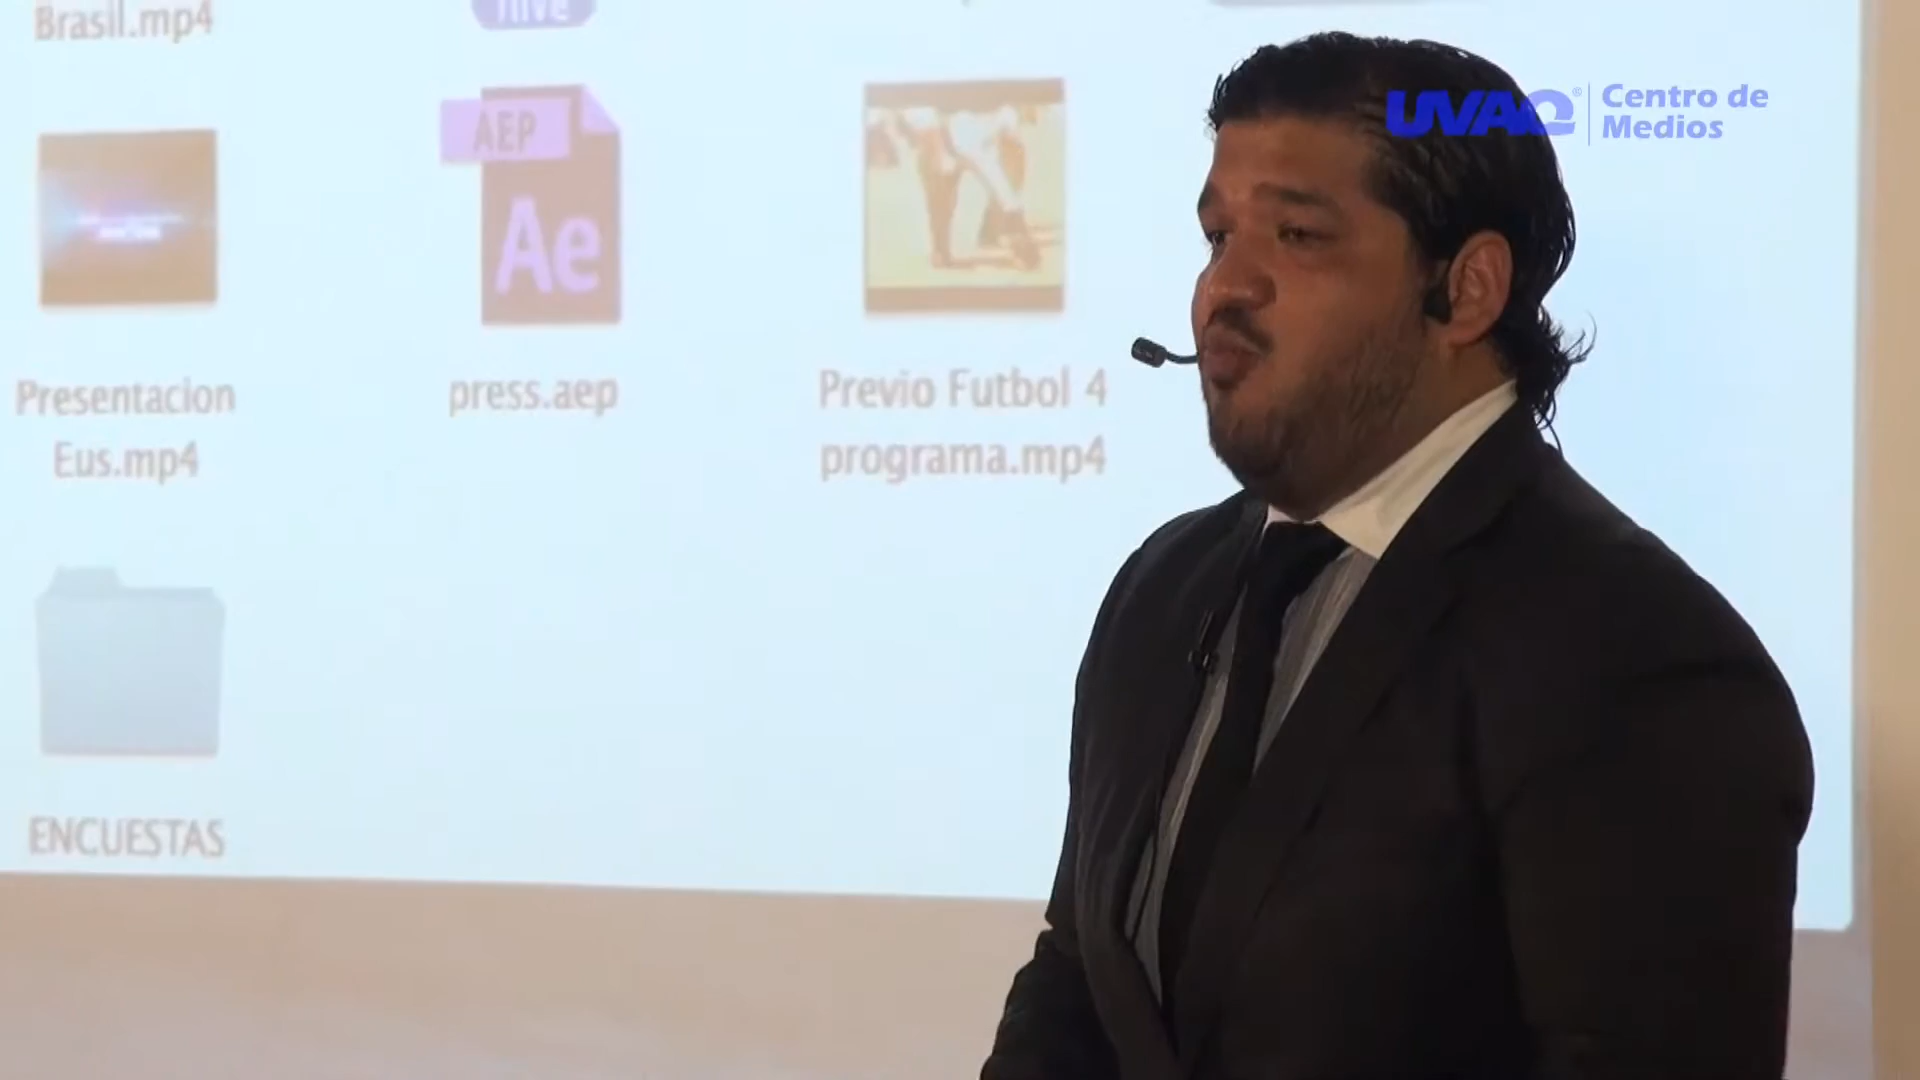 Brasil.mp4
UVAQ® Centro de
Medios
AEP
Ae
Presentacion
Eus.mp4
press.aep
Previo Futbol 4
programa.mp4
ENCUESTAS